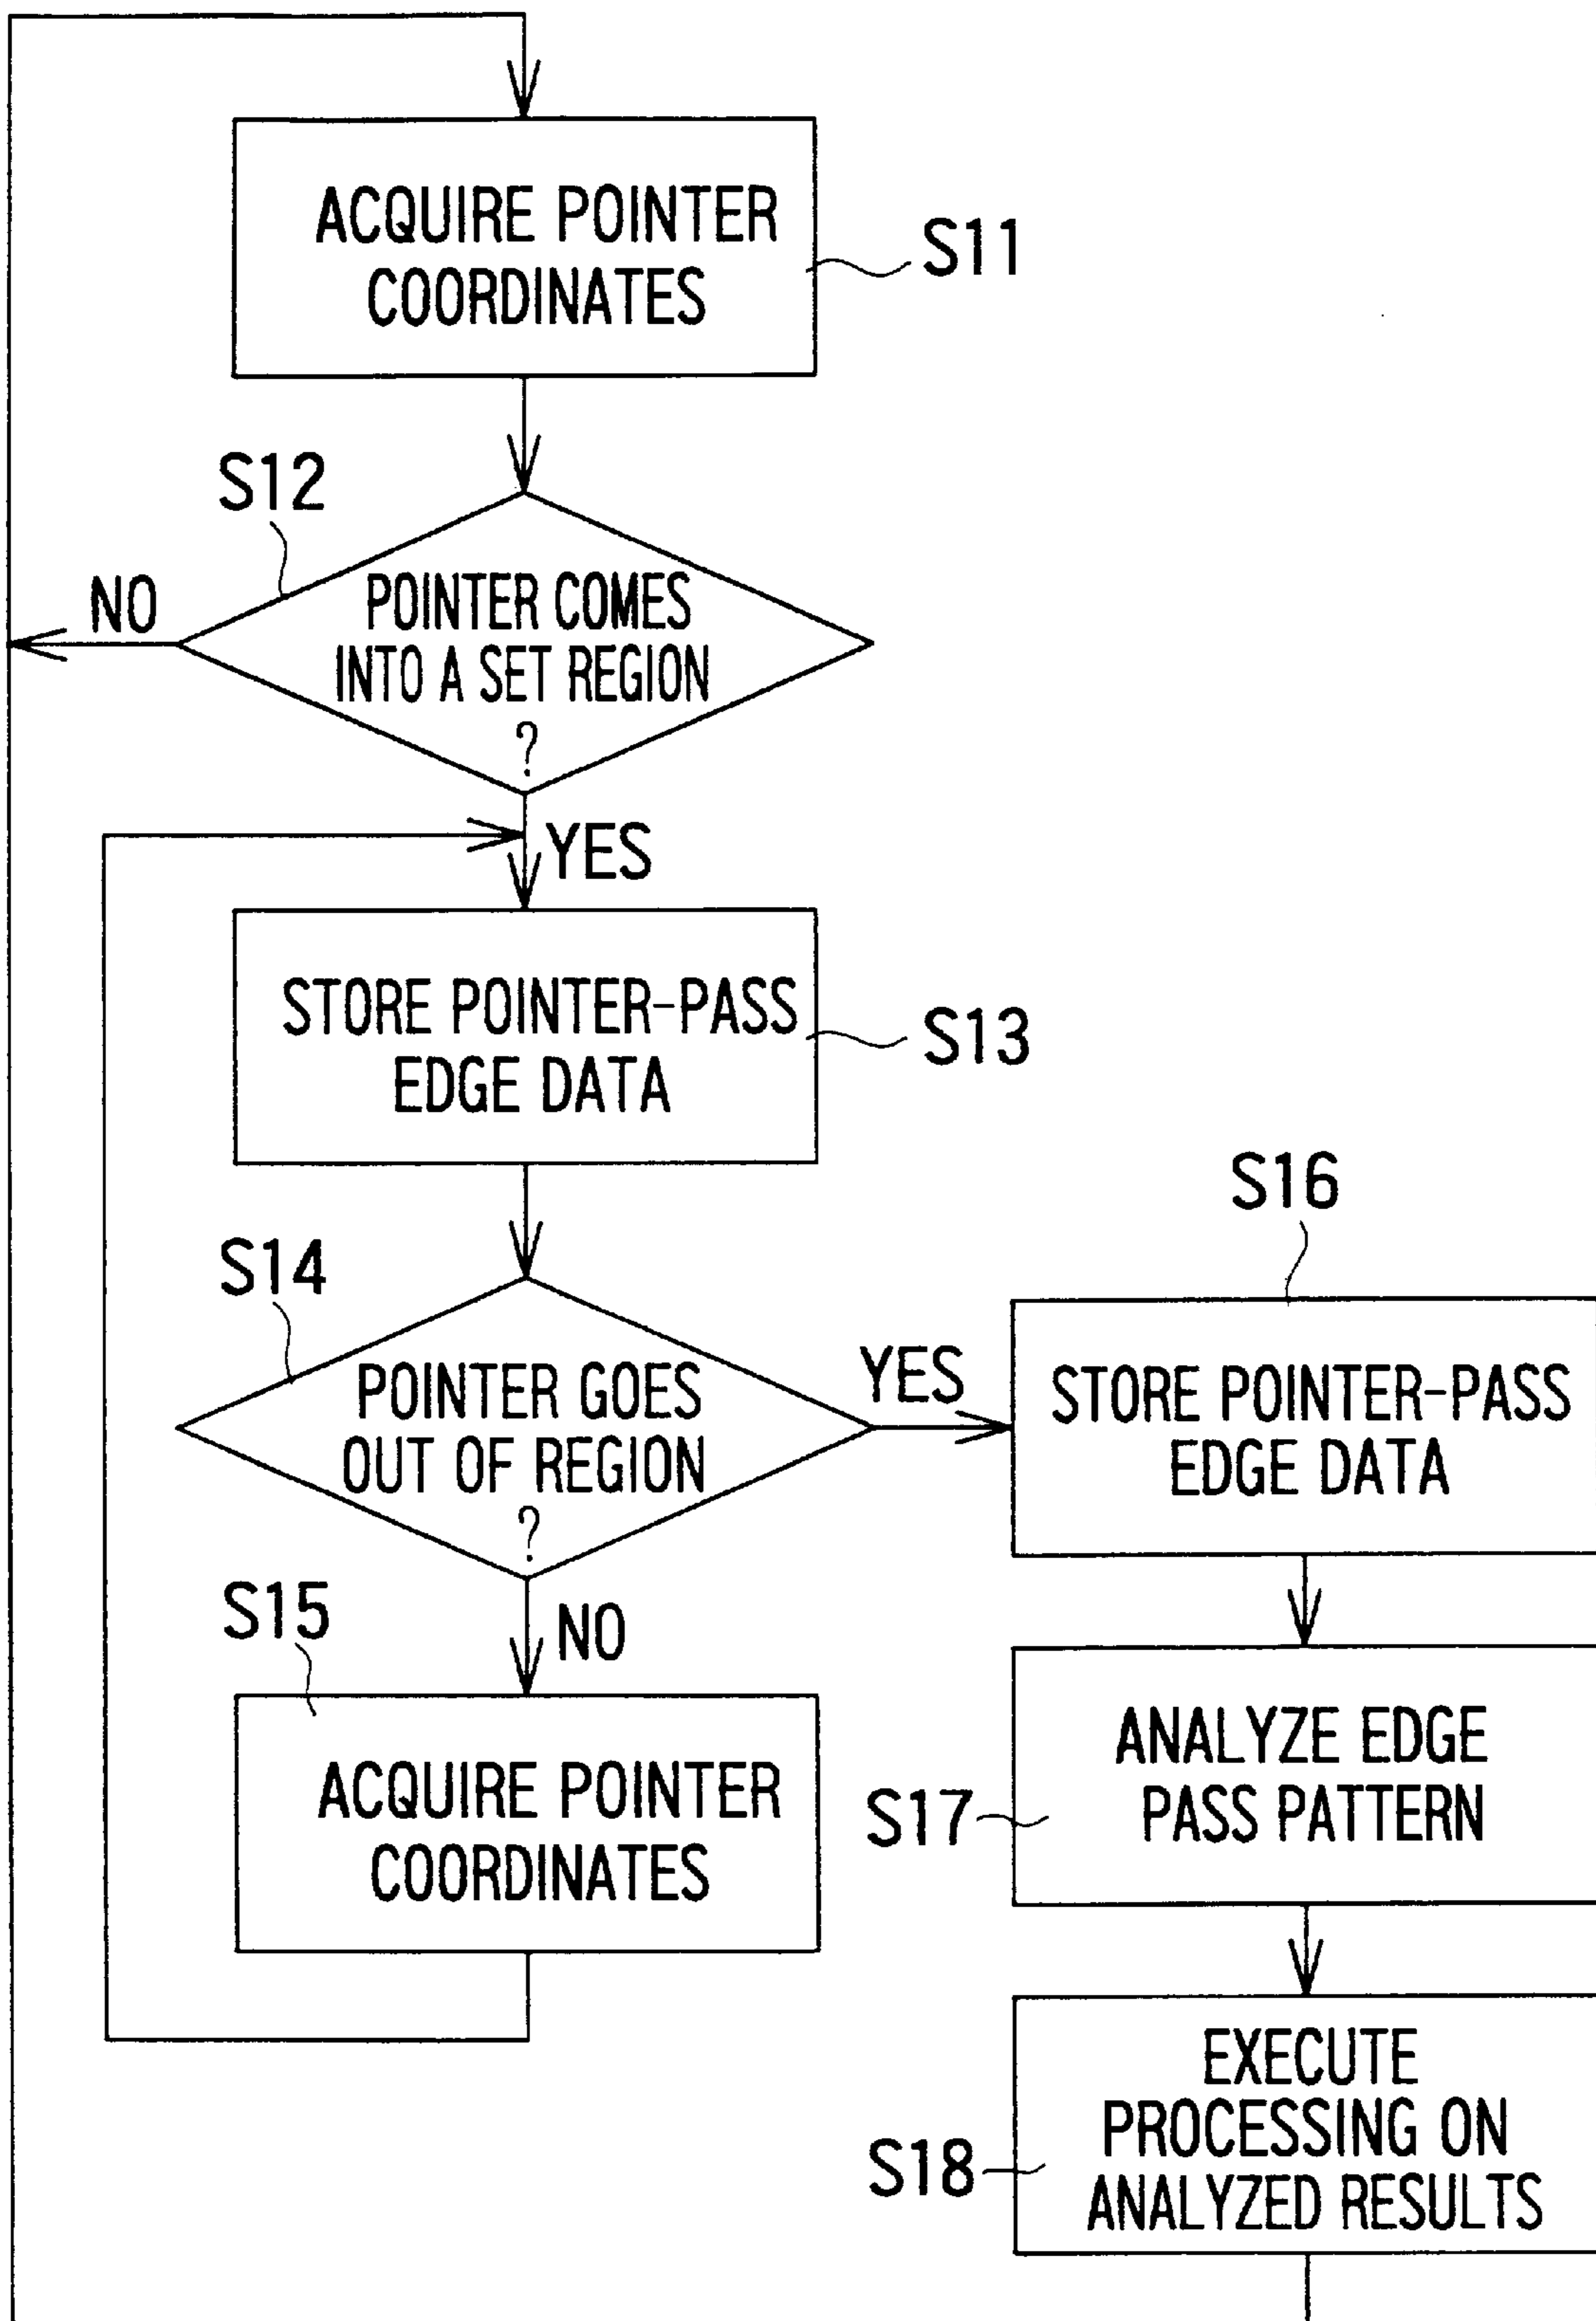 ACQUIRE POINTER
COORDINATES
S11
S12
NO
POINTER COMES
INTO A SET REGION
?
YES
STORE POINTER-PASS
EDGE DATA
S13
S14
POINTER GOES
OUT OF REGION
?
YES
NO
S15
ACQUIRE POINTER
COORDINATES
S16
STORE POINTER-PASS
EDGE DATA
ANALYZE EDGE
PASS PATTERN
S17
EXECUTE
PROCESSING ON
ANALYZED RESULTS
S18